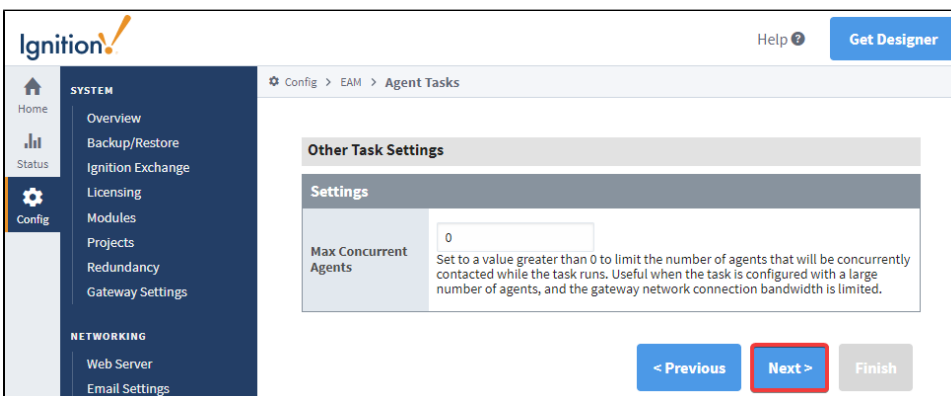 Ignition!
Help ?
Get Designer
Home
Status
Config
SYSTEM
Overview
Backup/Restore
Ignition Exchange
Licensing
Modules
Projects
Redundancy
Gateway Settings
NETWORKING
Web Server
Email Settings
Config > EAM > Agent Tasks
Other Task Settings
Settings
Max Concurrent
Agents
0
Set to a value greater than 0 to limit the number of agents that will be concurrently
contacted while the task runs. Useful when the task is configured with a large
number of agents, and the gateway network connection bandwidth is limited.
< Previous
Next >
Finish